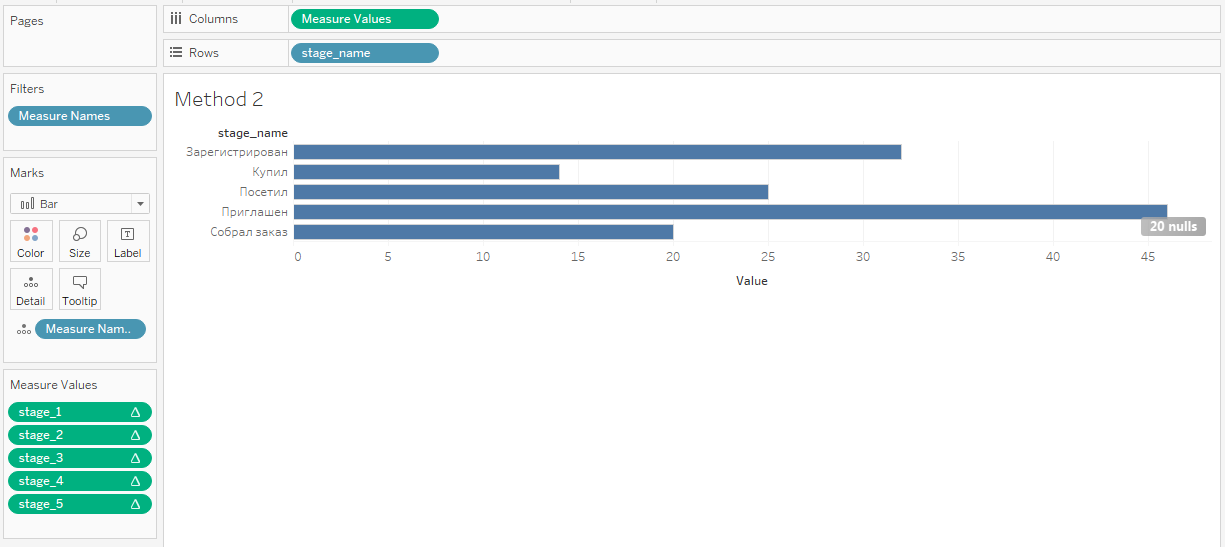 Pages
Columns
Measure Values
Rows
stage_name
Filters
Measure Names
Marks
Bar
Color
Size
Label
Detail
Tooltip
Measure Nam..
Measure Values
stage_1
stage_2
stage_3
stage_4
stage_5
Method 2
stage_name
Зарегистрирован
Купил
Посетил
Приглашен
Собрал заказ
20 nulls
0 5 10 15 20 25 30 35 40 45
Value